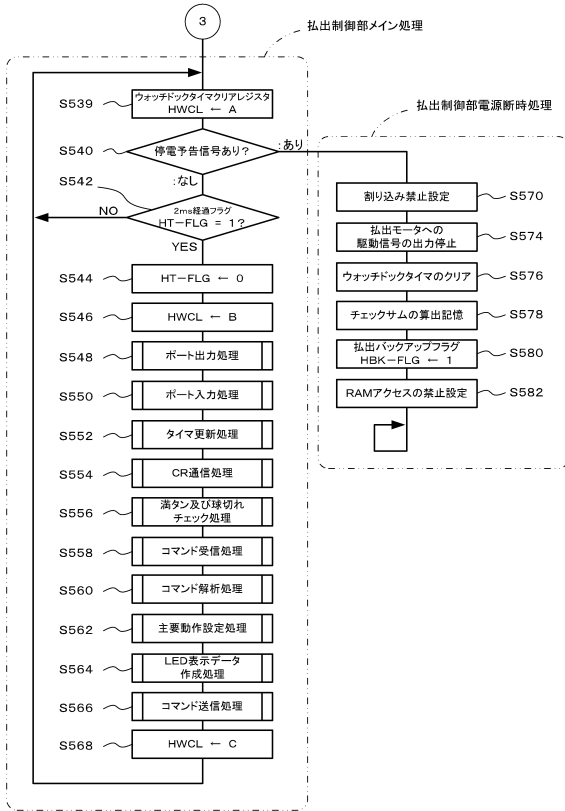 3
払出制御部メイン処理
S539
ウォッチドックタイマクリアレジスタ
HWCL ← A
払出制御部電源断時処理
S540
停電予告信号あり?
:あり
:なし
S542
2ms経過フラグ
HT-FLG = 1?
NO
YES
S544
HT-FLG ← 0
S546
HWCL ← B
S548
ポート出力処理
S550
ポート入力処理
S552
タイマ更新処理
S554
CR通信処理
S556
満タン及び球切れ
チェック処理
S558
コマンド受信処理
S560
コマンド解析処理
S562
主要動作設定処理
S564
LED表示データ
作成処理
S566
コマンド送信処理
S568
HWCL ← C
割り込み禁止設定
S570
払出モータへの
駆動信号の出力停止
S574
ウォッチドックタイマのクリア
S576
チェックサムの算出記憶
S578
払出バックアップフラグ
HBK-FLG ← 1
S580
RAMアクセスの禁止設定
S582